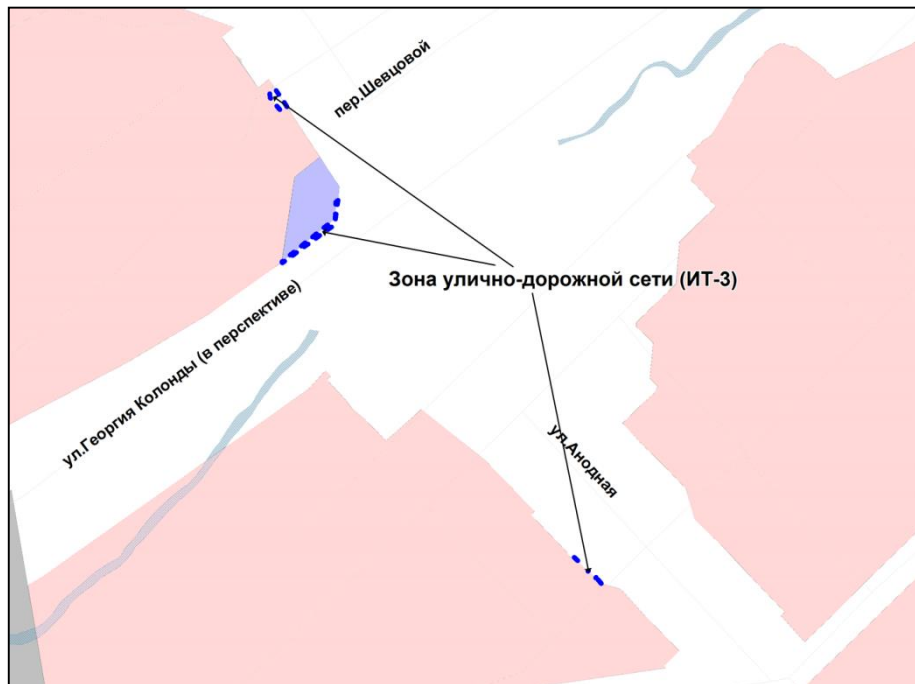 пер.Шевцовой
Зона улично-дорожной сети (ИТ-3)
ул.Георгия Колонды (в перспективе)
ул.Анодная